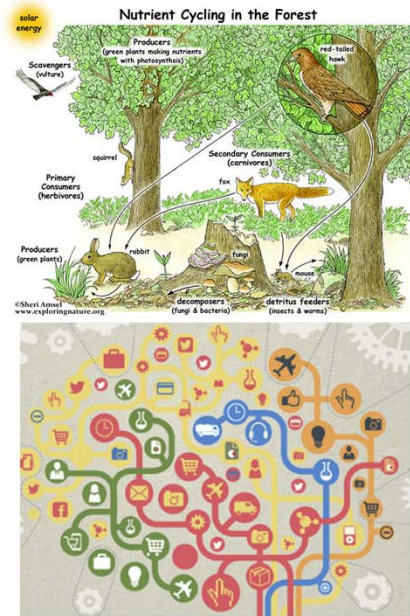 Nutrient Cycling in the Forest
solar
energy
Producers
(green plants making nutrients
with photosynthsis)
red-tailed
hawk
Scavengers
(vulture)
squirrel
Secondary Consumers
(carnivores)
Primary
Consumers
(herbivores)
fox
Producers
(green plants)
rabbit
fungi
mouse
©Sheri Amsel
www.exploringnature.org
decomposers
(fungi & bacteria)
detritus feeders
(insects & worms)